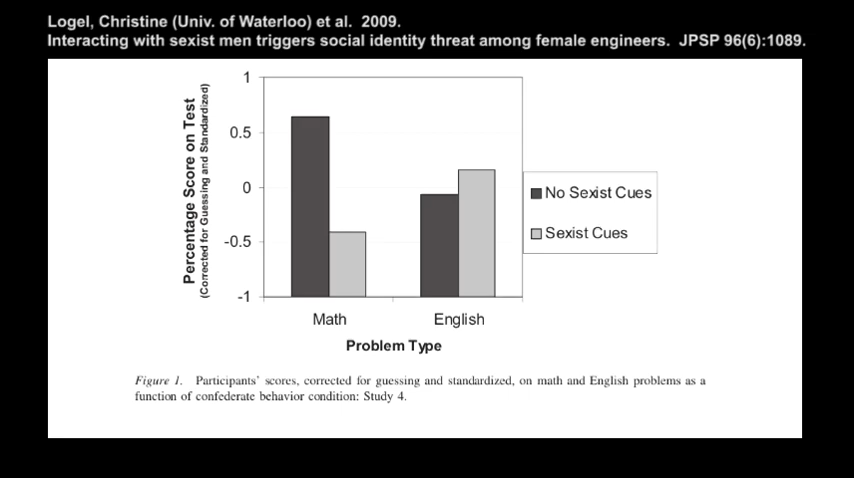 Logel, Christine (Univ. of Waterloo) et al. 2009.
Interacting with sexist men triggers social identity threat among female engineers. JPSP 96(6):1089.
Percentage Score on Test
(Corrected for Guessing and Standardized)
1
0.5
0
-0.5
-1
Math
English
Problem Type
No Sexist Cues
Sexist Cues
Figure 1. Participants' scores, corrected for guessing and standardized, on math and English problems as a
function of confederate behavior condition: Study 4.